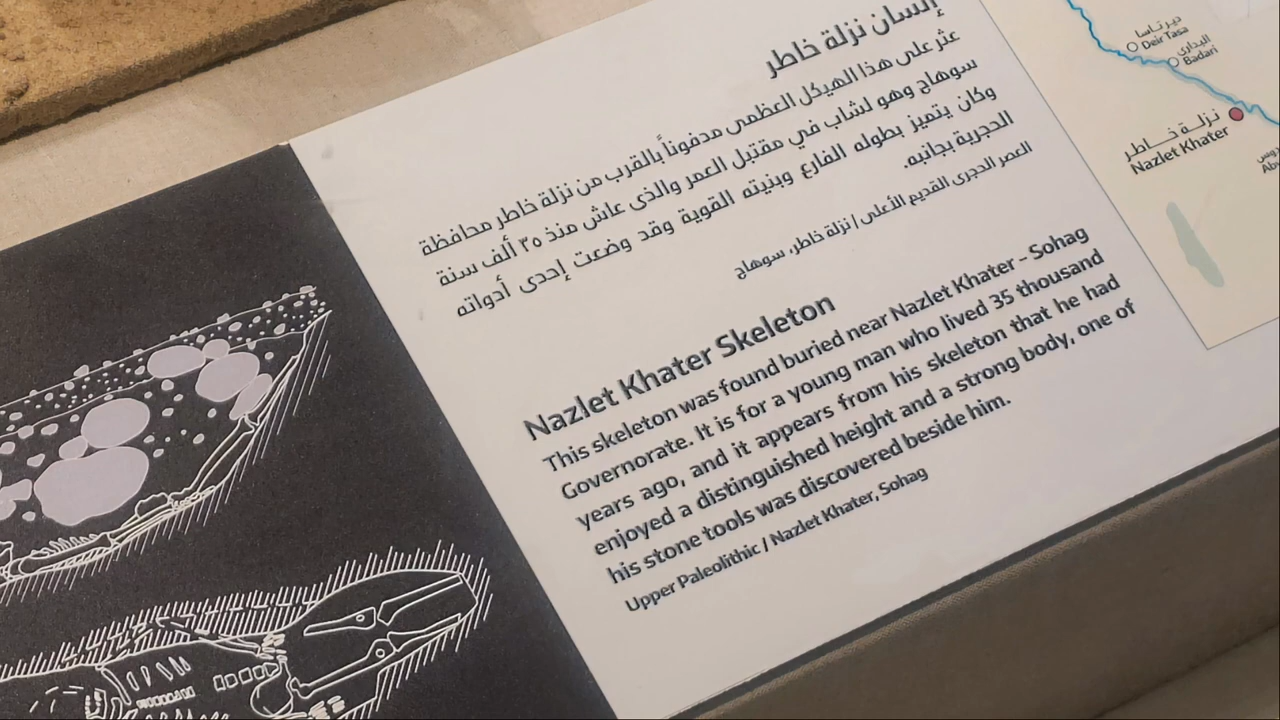 إنسان نزلة خاطر
عثر على هذا الهيكل العظمى مدفوناً بالقرب من نزلة خاطر محافظة
سوهاج وهو لشاب في مقتبل العمر والذى عاش منذ ٣٥ ألف سنة
وكان يتميز بطوله الفارع وبنيته القوية وقد وضعت إحدى أدواته
الحجرية بجانبه.
العصر الحجرى القديم الأعلى / نزلة خاطر، سوهاج
Nazlet Khater Skeleton
This skeleton was found buried near Nazlet Khater - Sohag
Governorate. It is for a young man who lived 35 thousand
years ago, and it appears from his skeleton that he had
enjoyed a distinguished height and a strong body, one of
his stone tools was discovered beside him.
Upper Paleolithic / Nazlet Khater, Sohag
دير تاسا
Deir Tasa
البدارى
Badari
نزلة خاطر
Nazlet Khater